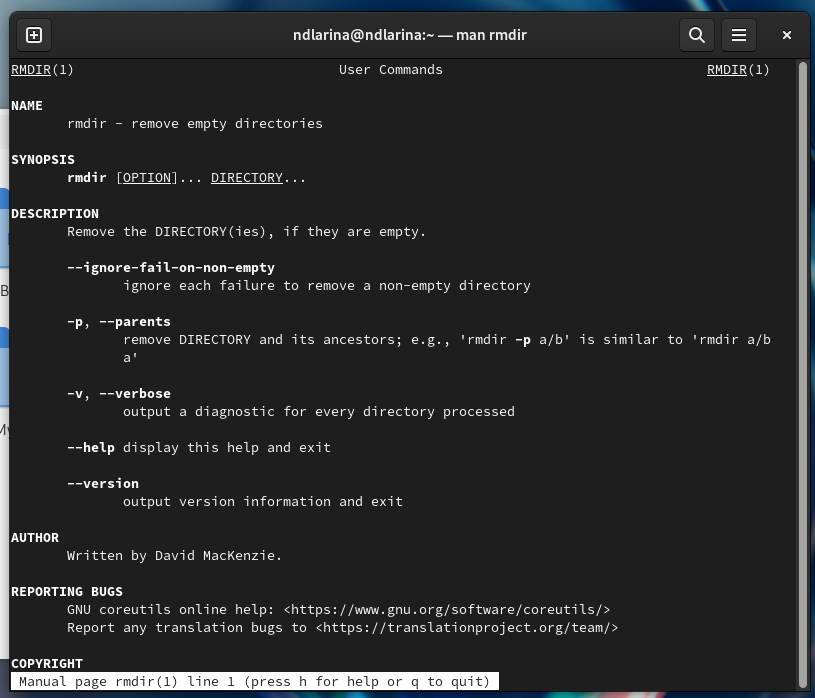 ndlarina@ndlarina:~ — man rmdir
RMDIR(1) User Commands RMDIR(1)
NAME
rmdir - remove empty directories
SYNOPSIS
rmdir [OPTION]... DIRECTORY...
DESCRIPTION
Remove the DIRECTORY(ies), if they are empty.
--ignore-fail-on-non-empty
ignore each failure to remove a non-empty directory
-p, --parents
remove DIRECTORY and its ancestors; e.g., 'rmdir -p a/b' is similar to 'rmdir a/b
a'
-v, --verbose
output a diagnostic for every directory processed
--help display this help and exit
--version
output version information and exit
AUTHOR
Written by David MacKenzie.
REPORTING BUGS
GNU coreutils online help: <https://www.gnu.org/software/coreutils/>
Report any translation bugs to <https://translationproject.org/team/>
COPYRIGHT
Manual page rmdir(1) line 1 (press h for help or q to quit)